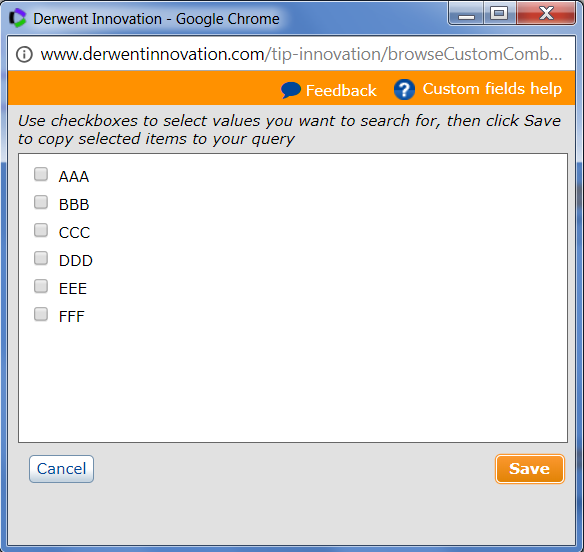 Derwent Innovation - Google Chrome
www.derwentinnovation.com/tip-innovation/browseCustomComb...
Feedback
? Custom fields help
Use checkboxes to select values you want to search for, then click Save
to copy selected items to your query
AAA
BBB
CCC
DDD
EEE
FFF
Cancel
Save